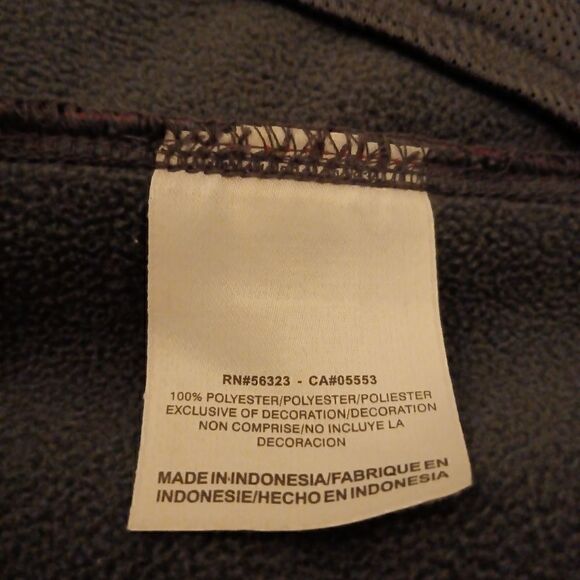 RN#56323 - CA#05553
100% POLYESTER/POLYESTER/POLIESTER
EXCLUSIVE OF DECORATION/DECORATION
NON COMPRISE/NO INCLUYE LA
DECORACION
MADE IN INDONESIA/FABRIQUE EN
INDONESIE/HECHO EN INDONESIA